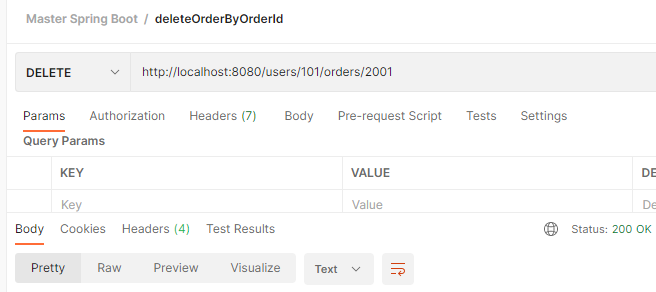 Master Spring Boot / deleteOrderByOrderId
DELETE http://localhost:8080/users/101/orders/2001
Params Authorization Headers (7) Body Pre-request Script Tests Settings
Query Params
KEY VALUE DE
Key Value De
Body Cookies Headers (4) Test Results Status: 200 OK
Pretty Raw Preview Visualize Text